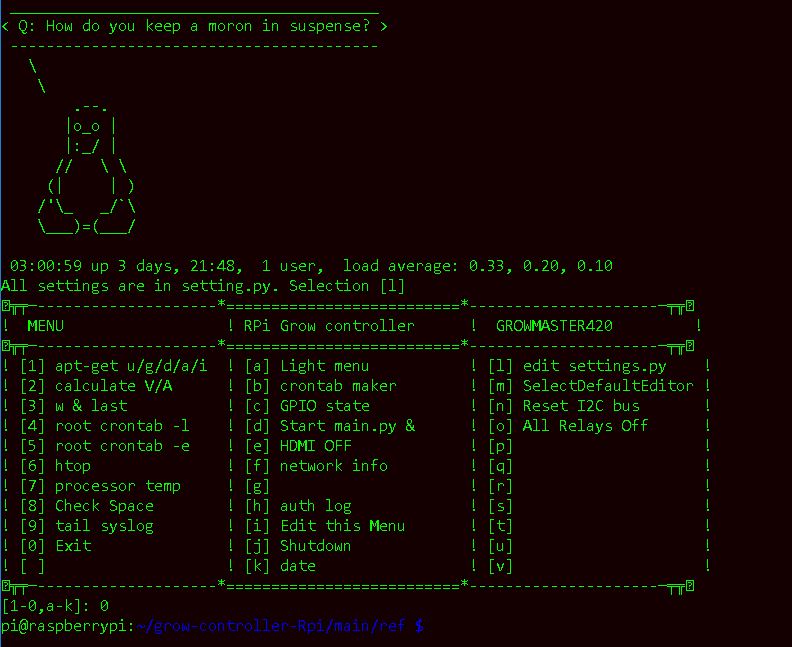 _________________________________________
< Q: How do you keep a moron in suspense? >
 -----------------------------------------
   \
    \
        .--.
       |o_o |
       |:_/ |
      //   \ \
     (|     | )
    /'\_   _/`\
    \___)=(___/
 03:00:59 up 3 days, 21:48,  1 user,  load average: 0.33, 0.20, 0.10
All settings are in setting.py. Selection [l]
╔╦---------------------*==========================*----------------------╦╗
!  MENU                  ! RPi Grow controller      !  GROWMASTER420         !
╔╦---------------------*==========================*----------------------╦╗
! [1] apt-get u/g/d/a/i  ! [a] Light menu           ! [l] edit settings.py    !
! [2] calculate V/A      ! [b] crontab maker        ! [m] SelectDefaultEditor !
! [3] w & last           ! [c] GPIO state           ! [n] Reset I2C bus       !
! [4] root crontab -l    ! [d] Start main.py &      ! [o] All Relays Off      !
! [5] root crontab -e    ! [e] HDMI OFF             ! [p]                     !
! [6] htop               ! [f] network info         ! [q]                     !
! [7] processor temp     ! [g]                      ! [r]                     !
! [8] Check Space        ! [h] auth log             ! [s]                     !
! [9] tail syslog        ! [i] Edit this Menu       ! [t]                     !
! [0] Exit               ! [j] Shutdown             ! [u]                     !
! [ ]                    ! [k] date                 ! [v]                     !
╔╦---------------------*==========================*----------------------╦╗
[1-0,a-k]: 0
pi@raspberrypi:~/grow-controller-Rpi/main/ref $